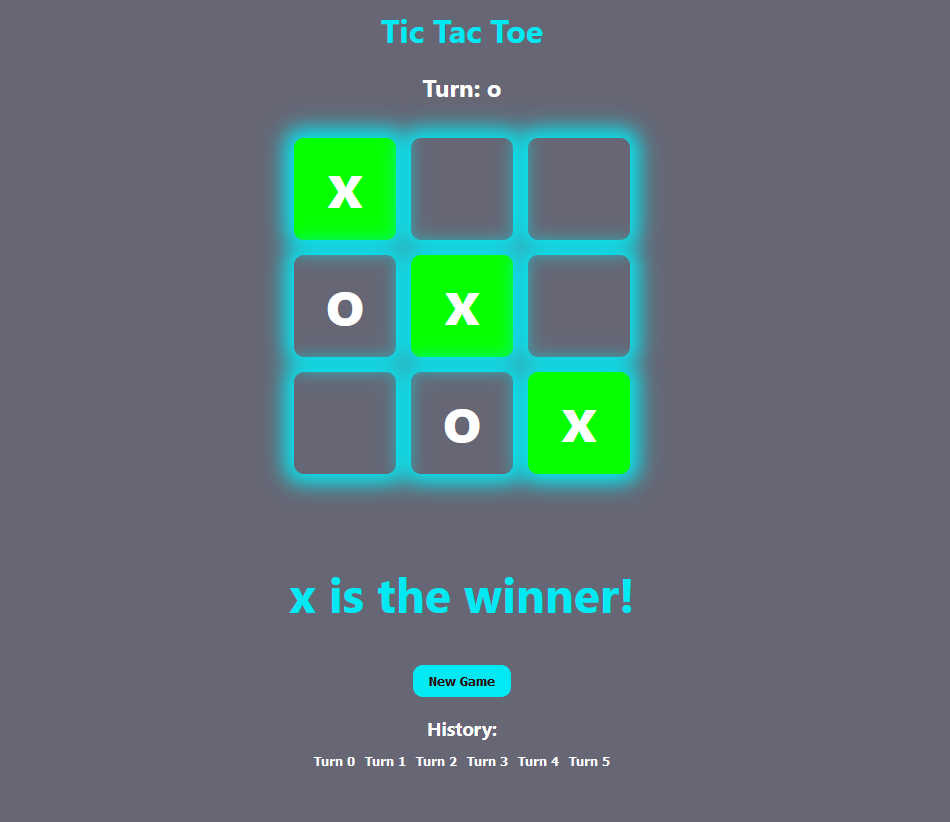 Tic Tac Toe
Turn: o
x
o x
o x
x is the winner!
New Game
History:
Turn 0 Turn 1 Turn 2 Turn 3 Turn 4 Turn 5